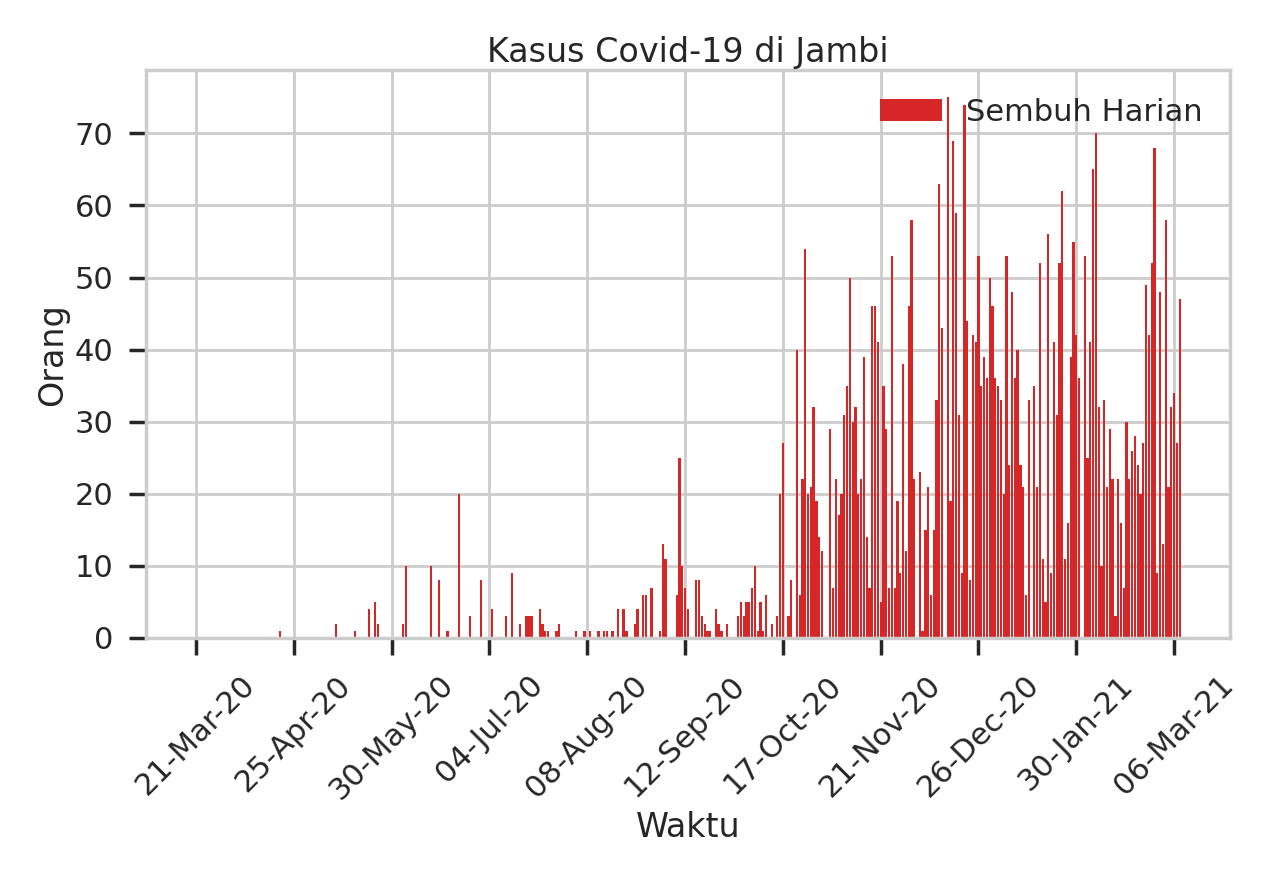 Kasus Covid-19 di Jambi
Sembuh Harian
70
60
50
40
30
20
10
0
Orang
21-Mar-20
25-Apr-20
30-May-20
04-Jul-20
08-Aug-20
12-Sep-20
17-Oct-20
21-Nov-20
26-Dec-20
30-Jan-21
06-Mar-21
Waktu